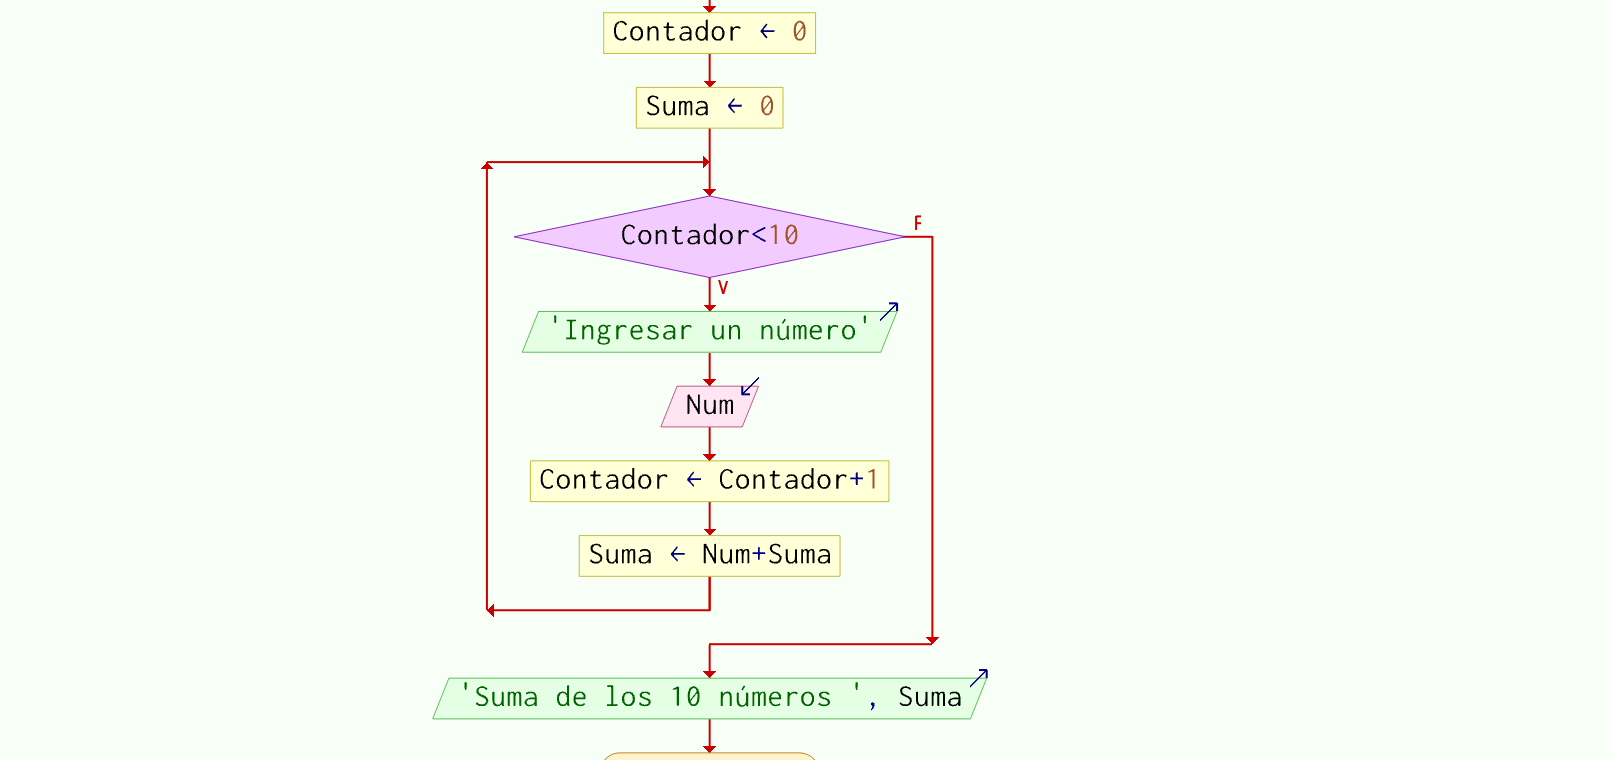 Contador ← 0
Suma ← 0
Contador<10
F
V
'Ingresar un número'
Num
Contador ← Contador+1
Suma ← Num+Suma
'Suma de los 10 números ', Suma